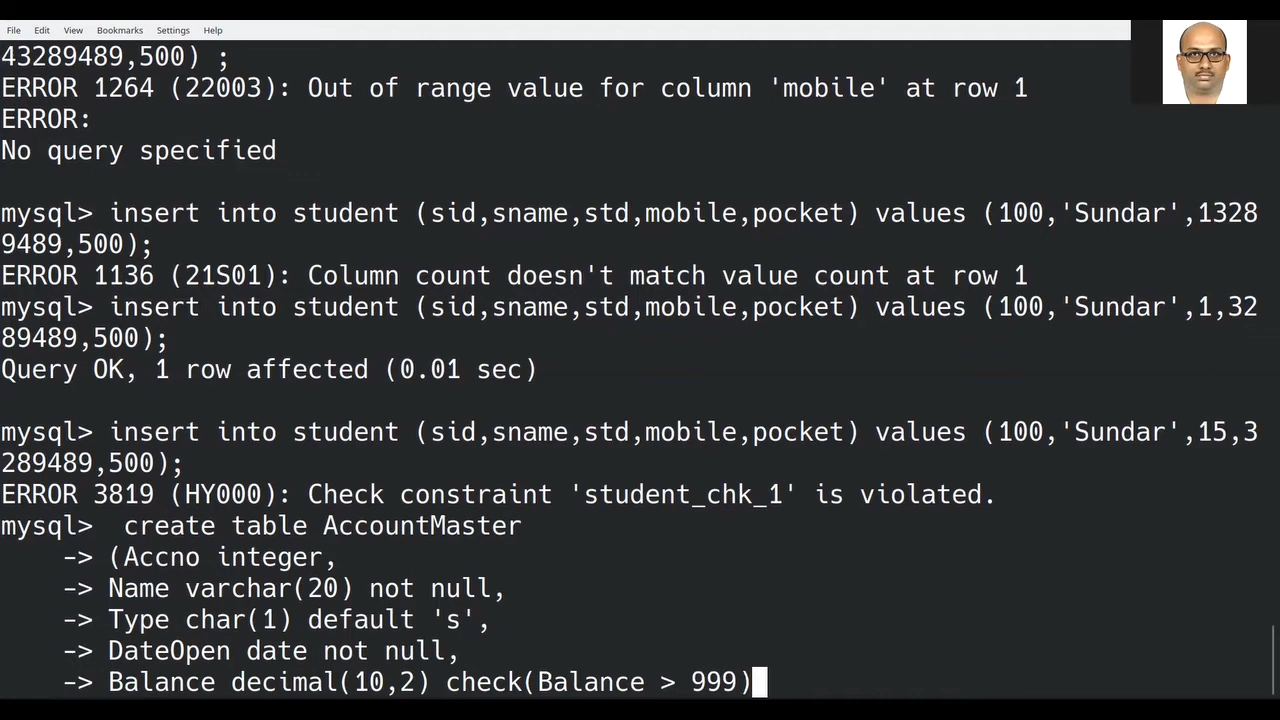 File Edit View Bookmarks Settings Help
43289489,500) ;
ERROR 1264 (22003): Out of range value for column 'mobile' at row 1
ERROR:
No query specified
mysql> insert into student (sid,sname,std,mobile,pocket) values (100,'Sundar',1328
9489,500);
ERROR 1136 (21S01): Column count doesn't match value count at row 1
mysql> insert into student (sid,sname,std,mobile,pocket) values (100,'Sundar',1,32
89489,500);
Query OK, 1 row affected (0.01 sec)
mysql> insert into student (sid,sname,std,mobile,pocket) values (100,'Sundar',15,3
289489,500);
ERROR 3819 (HY000): Check constraint 'student_chk_1' is violated.
mysql>  create table AccountMaster
    -> (Accno integer,
    -> Name varchar(20) not null,
    -> Type char(1) default 's',
    -> DateOpen date not null,
    -> Balance decimal(10,2) check(Balance > 999)